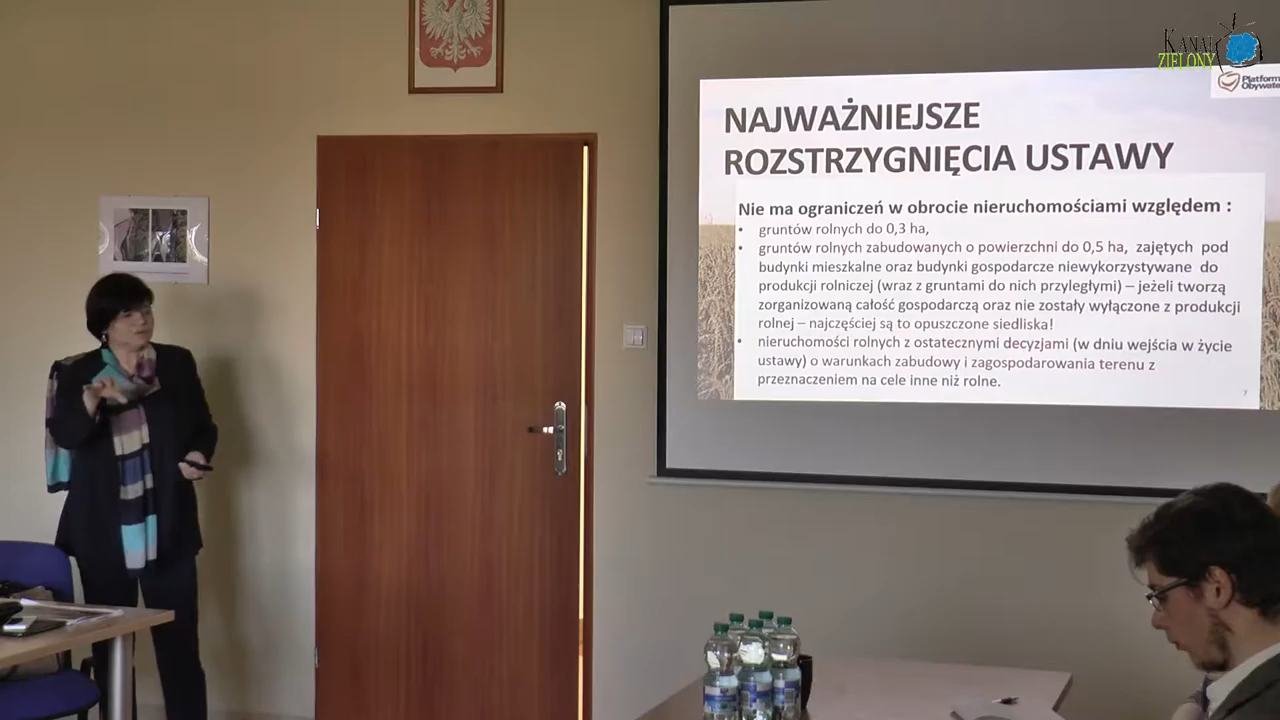 KANAŁ
ZIELONY
Platform
Obywate
NAJWAŻNIEJSZE
ROZSTRZYGNIĘCIA USTAWY
Nie ma ograniczeń w obrocie nieruchomościami względem :
• gruntów rolnych do 0,3 ha,
• gruntów rolnych zabudowanych o powierzchni do 0,5 ha, zajętych pod
budynki mieszkalne oraz budynki gospodarcze niewykorzystywane do
produkcji rolniczej (wraz z gruntami do nich przyległymi) – jeżeli tworzą
zorganizowaną całość gospodarczą oraz nie zostały wyłączone z produkcji
rolnej – najczęściej są to opuszczone siedliska!
• nieruchomości rolnych z ostatecznymi decyzjami (w dniu wejścia w życie
ustawy) o warunkach zabudowy i zagospodarowania terenu z
przeznaczeniem na cele inne niż rolne.
7